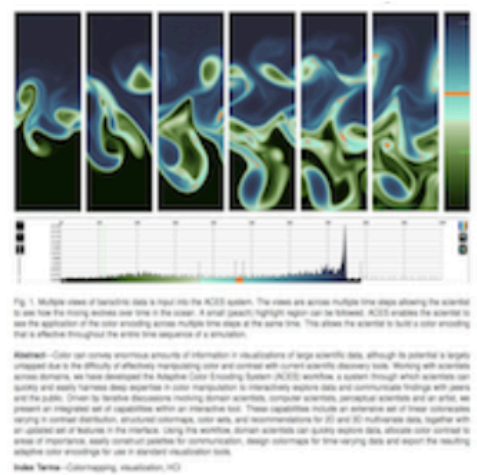 Fig. 1. Multiple views of baroclinic data is input into the ACES system. The views are across multiple time steps allowing the scientist
to see how the mixing evolves over time in the ocean. A small (peach) highlight region can be followed. ACES enables the scientist to
see the application of the color encoding across multiple time steps at the same time. This allows the scientist to build a color encoding
that is effective throughout the entire time sequence of a simulation.
Abstract—Color can convey enormous amounts of information in visualizations of large scientific data, although its potential is largely
untapped due to the difficulty of effectively manipulating color and contrast with current scientific discovery tools. Working with scientists
across domains, we have developed the Adaptive Color Encoding System (ACES) workflow, a system through which scientists can
quickly and easily harness deep expertise in color manipulation to interactively explore data and communicate findings with peers
and the public. Driven by iterative discussions involving domain scientists, computer scientists, perceptual scientists and an artist, we
present an integrated set of capabilities within an interactive tool. These capabilities include an extensive set of linear colorscales
varying in contrast distribution, structured colormaps, color sets, and recommendations for 2D and 3D multivariate data, together with
an updated set of features in the interface. Using this workflow, domain scientists can quickly explore data, allocate color contrast to
areas of importance, easily construct palettes for communication, design colormaps for time-varying data and export the resulting
adaptive color encodings for use in standard visualization tools.
Index Terms—Colormapping, visualization, HCI